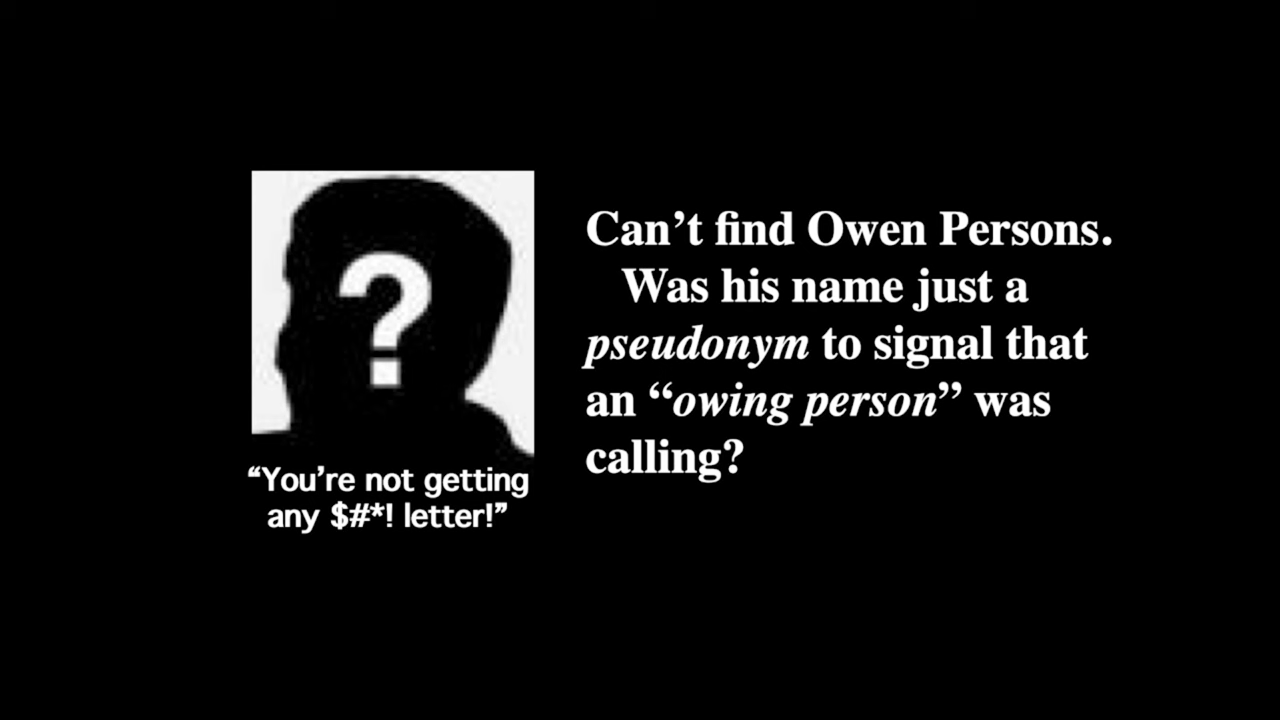 ?
"You're not getting
any $#*! letter!"
Can't find Owen Persons.
Was his name just a
pseudonym to signal that
an "owing person" was
calling?